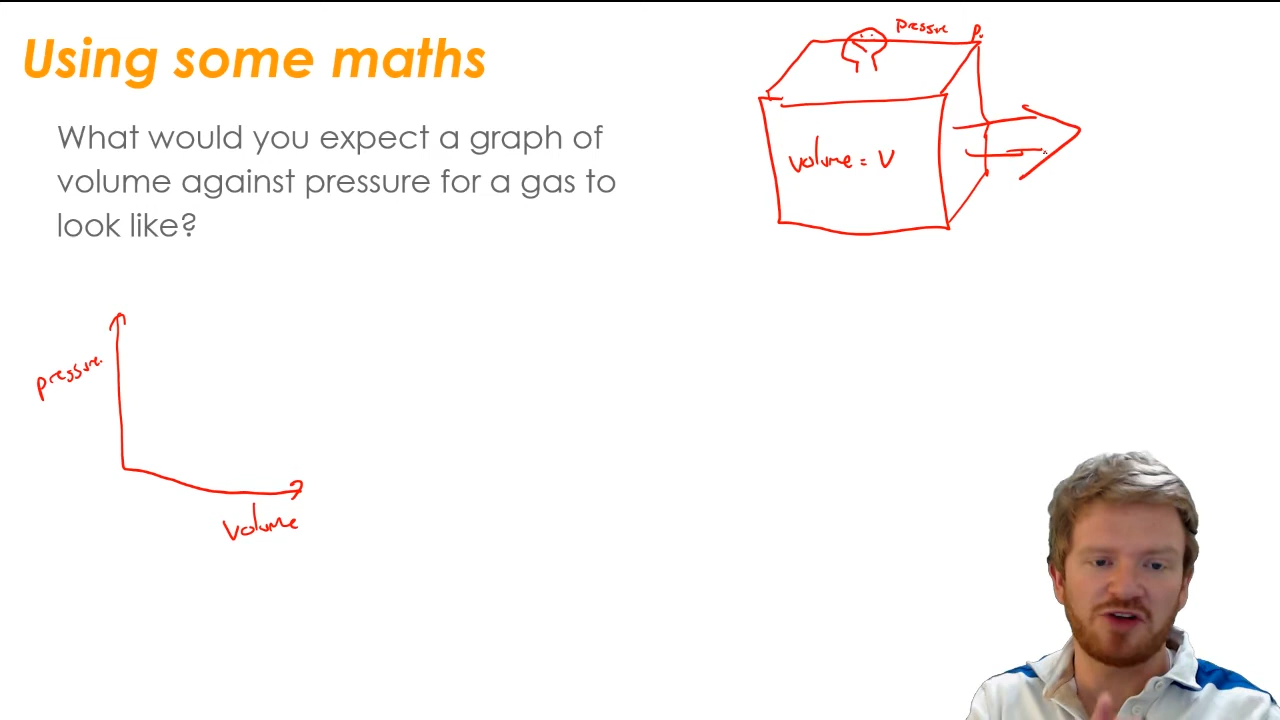 Using some maths
What would you expect a graph of
volume against pressure for a gas to
look like?
pressure
volume = V
pressure
volume